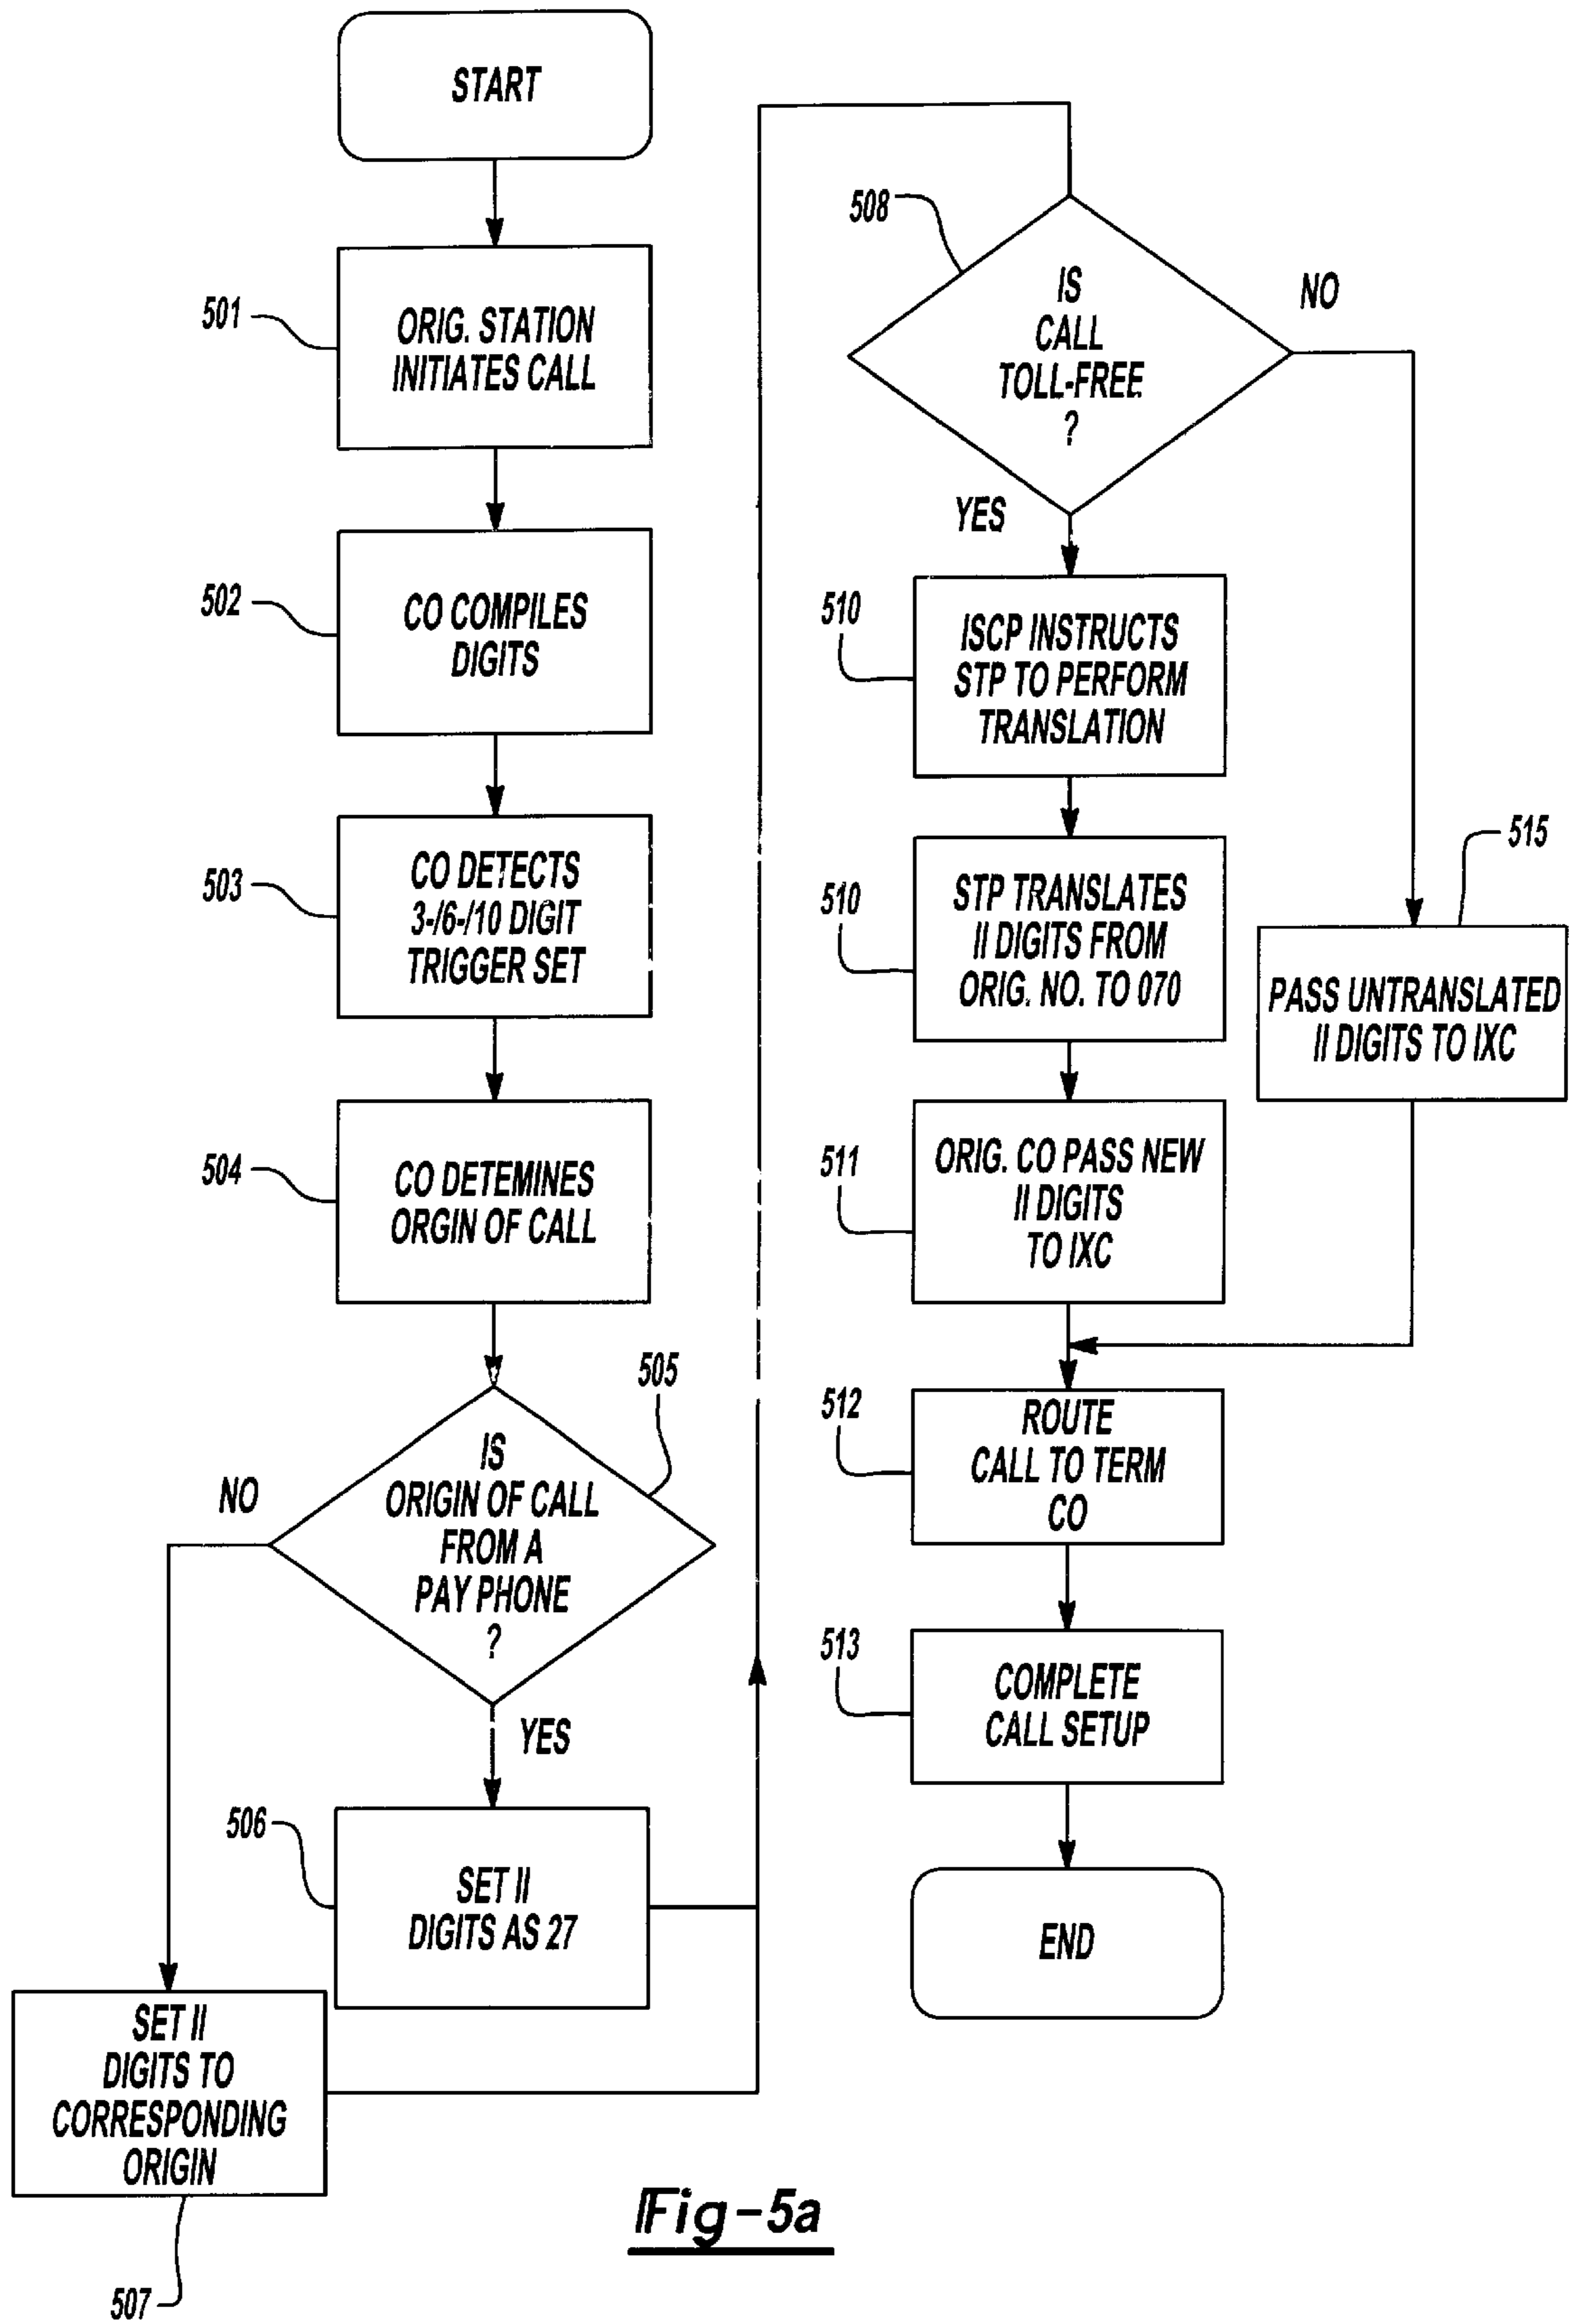 START
501
ORIG. STATION
INITIATES CALL
502
CO COMPILES
DIGITS
503
CO DETECTS
3-/6-/10 DIGIT
TRIGGER SET
504
CO DETEMINES
ORGIN OF CALL
505
IS
ORIGIN OF CALL
FROM A
PAY PHONE
?
NO
YES
506
SET II
DIGITS AS 27
SET II
DIGITS TO
CORRESPONDING
ORIGIN
507
508
IS
CALL
TOLL-FREE
?
NO
YES
510
ISCP INSTRUCTS
STP TO PERFORM
TRANSLATION
510
STP TRANSLATES
II DIGITS FROM
ORIG. NO. TO 070
515
PASS UNTRANSLATED
II DIGITS TO IXC
511
ORIG. CO PASS NEW
II DIGITS
TO IXC
512
ROUTE
CALL TO TERM
CO
513
COMPLETE
CALL SETUP
END
Fig-5a